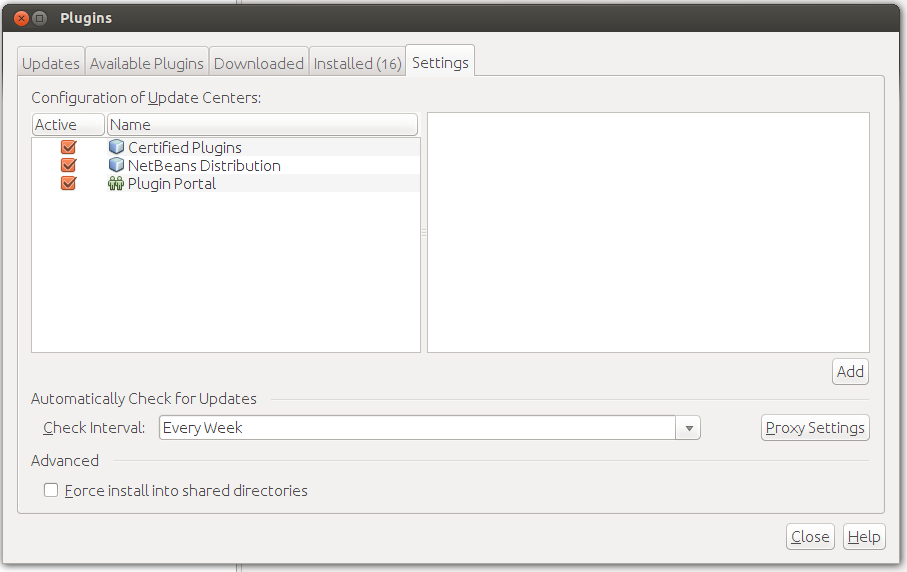 Plugins
Updates Available Plugins Downloaded Installed (16) Settings
Configuration of Update Centers:
Active Name
Certified Plugins
NetBeans Distribution
Plugin Portal
Add
Automatically Check for Updates
Check Interval: Every Week Proxy Settings
Advanced
Force install into shared directories
Close Help